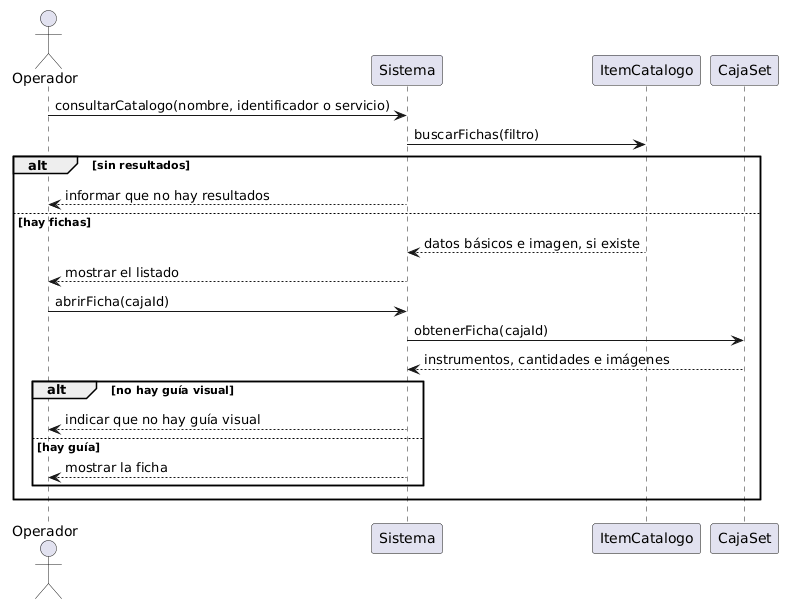 Operador
Sistema
ItemCatalogo
CajaSet
consultarCatalogo(nombre, identificador o servicio)
buscarFichas(filtro)
alt
[sin resultados]
informar que no hay resultados
[hay fichas]
datos básicos e imagen, si existe
mostrar el listado
abrirFicha(cajaId)
obtenerFicha(cajaId)
instrumentos, cantidades e imágenes
alt
[no hay guía visual]
indicar que no hay guía visual
[hay guía]
mostrar la ficha
Operador
Sistema
ItemCatalogo
CajaSet